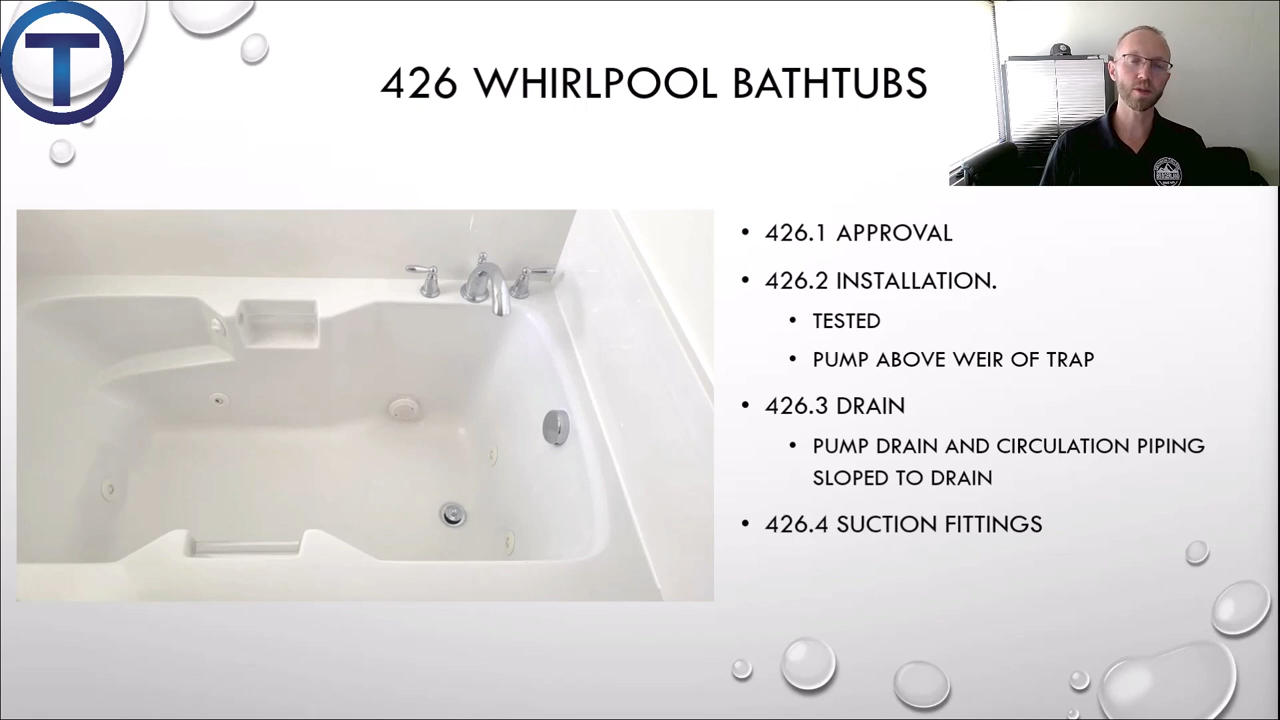 T
426 WHIRLPOOL BATHTUBS
• 426.1 APPROVAL
• 426.2 INSTALLATION.
• TESTED
• PUMP ABOVE WEIR OF TRAP
• 426.3 DRAIN
• PUMP DRAIN AND CIRCULATION PIPING
SLOPED TO DRAIN
• 426.4 SUCTION FITTINGS